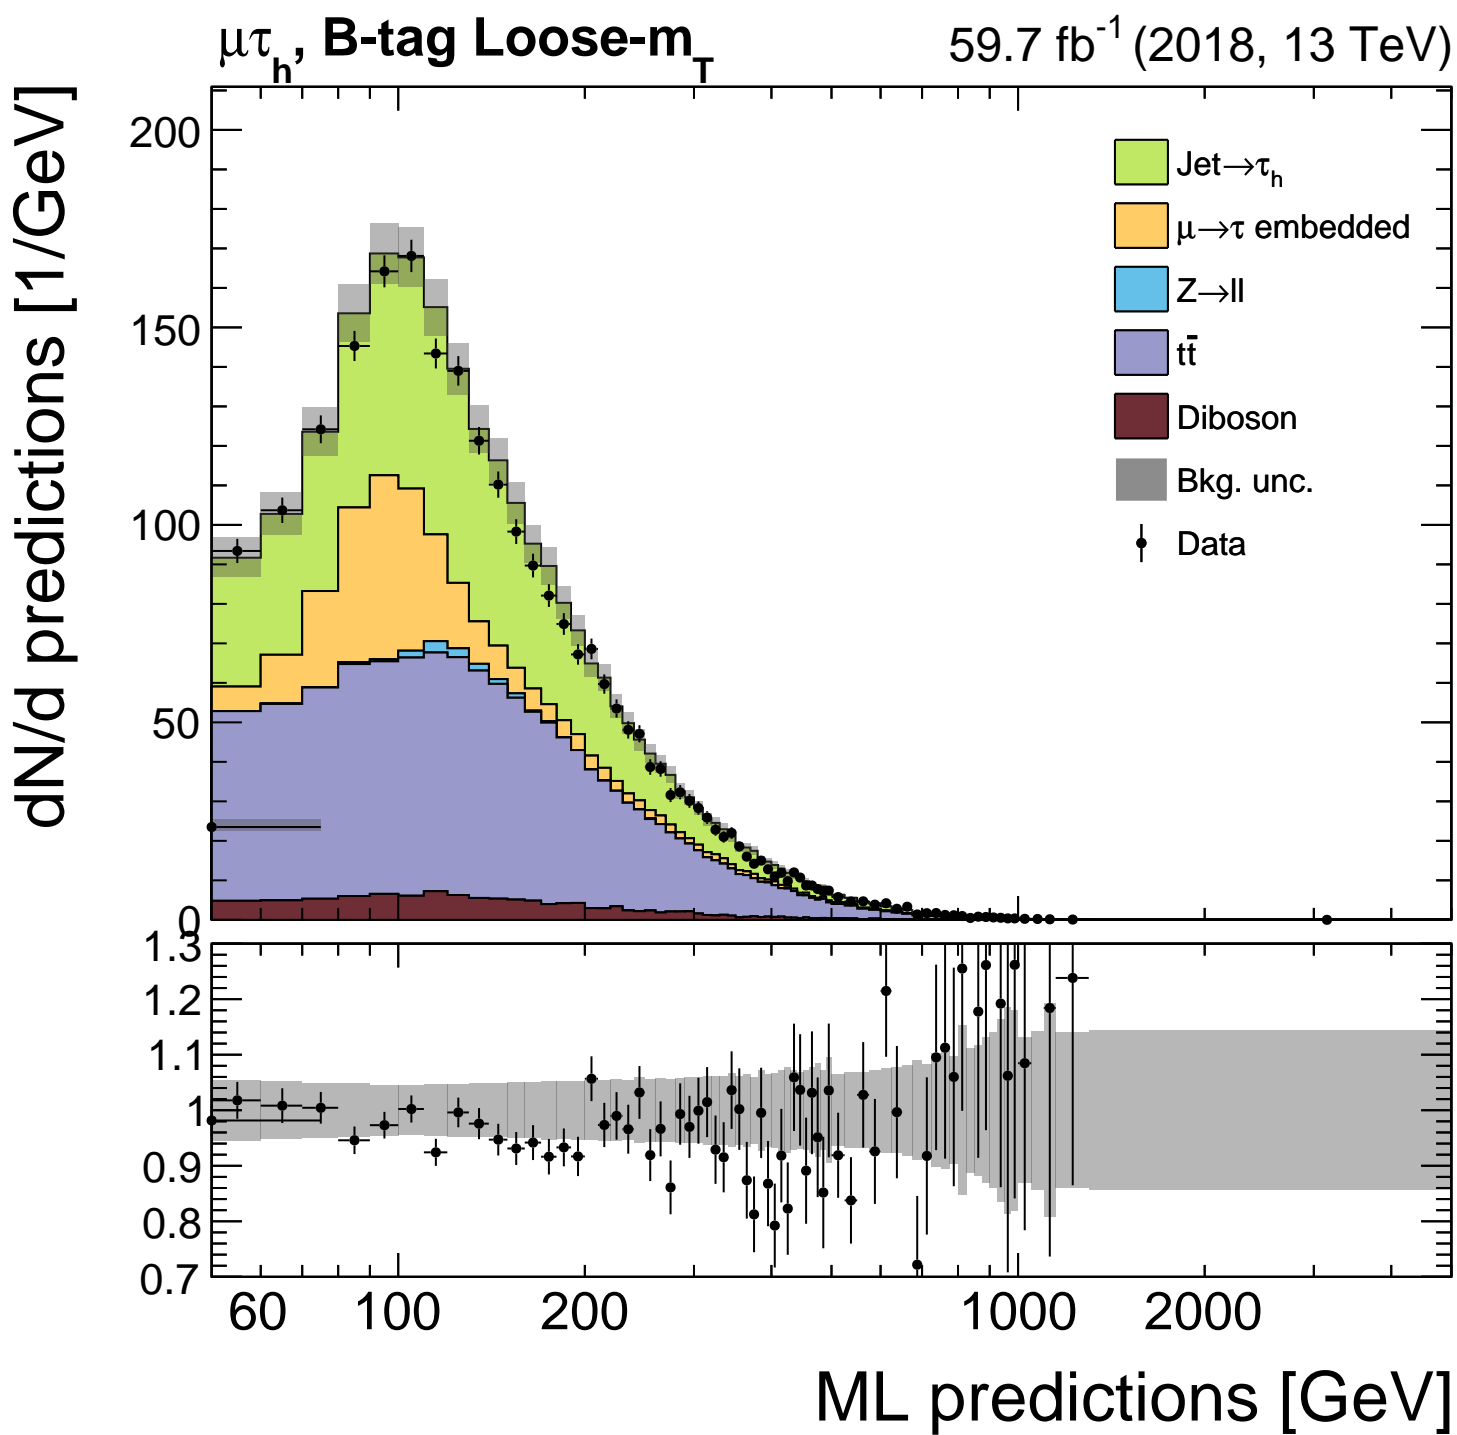 μτh, B-tag Loose-mT
59.7 fb-1 (2018, 13 TeV)
dN/d predictions [1/GeV]
200
150
100
50
0
Jet→τh
μ→τ embedded
Z→ll
tt̄
Diboson
Bkg. unc.
Data
1.3
1.2
1.1
1
0.9
0.8
0.7
60 100 200 1000 2000
ML predictions [GeV]